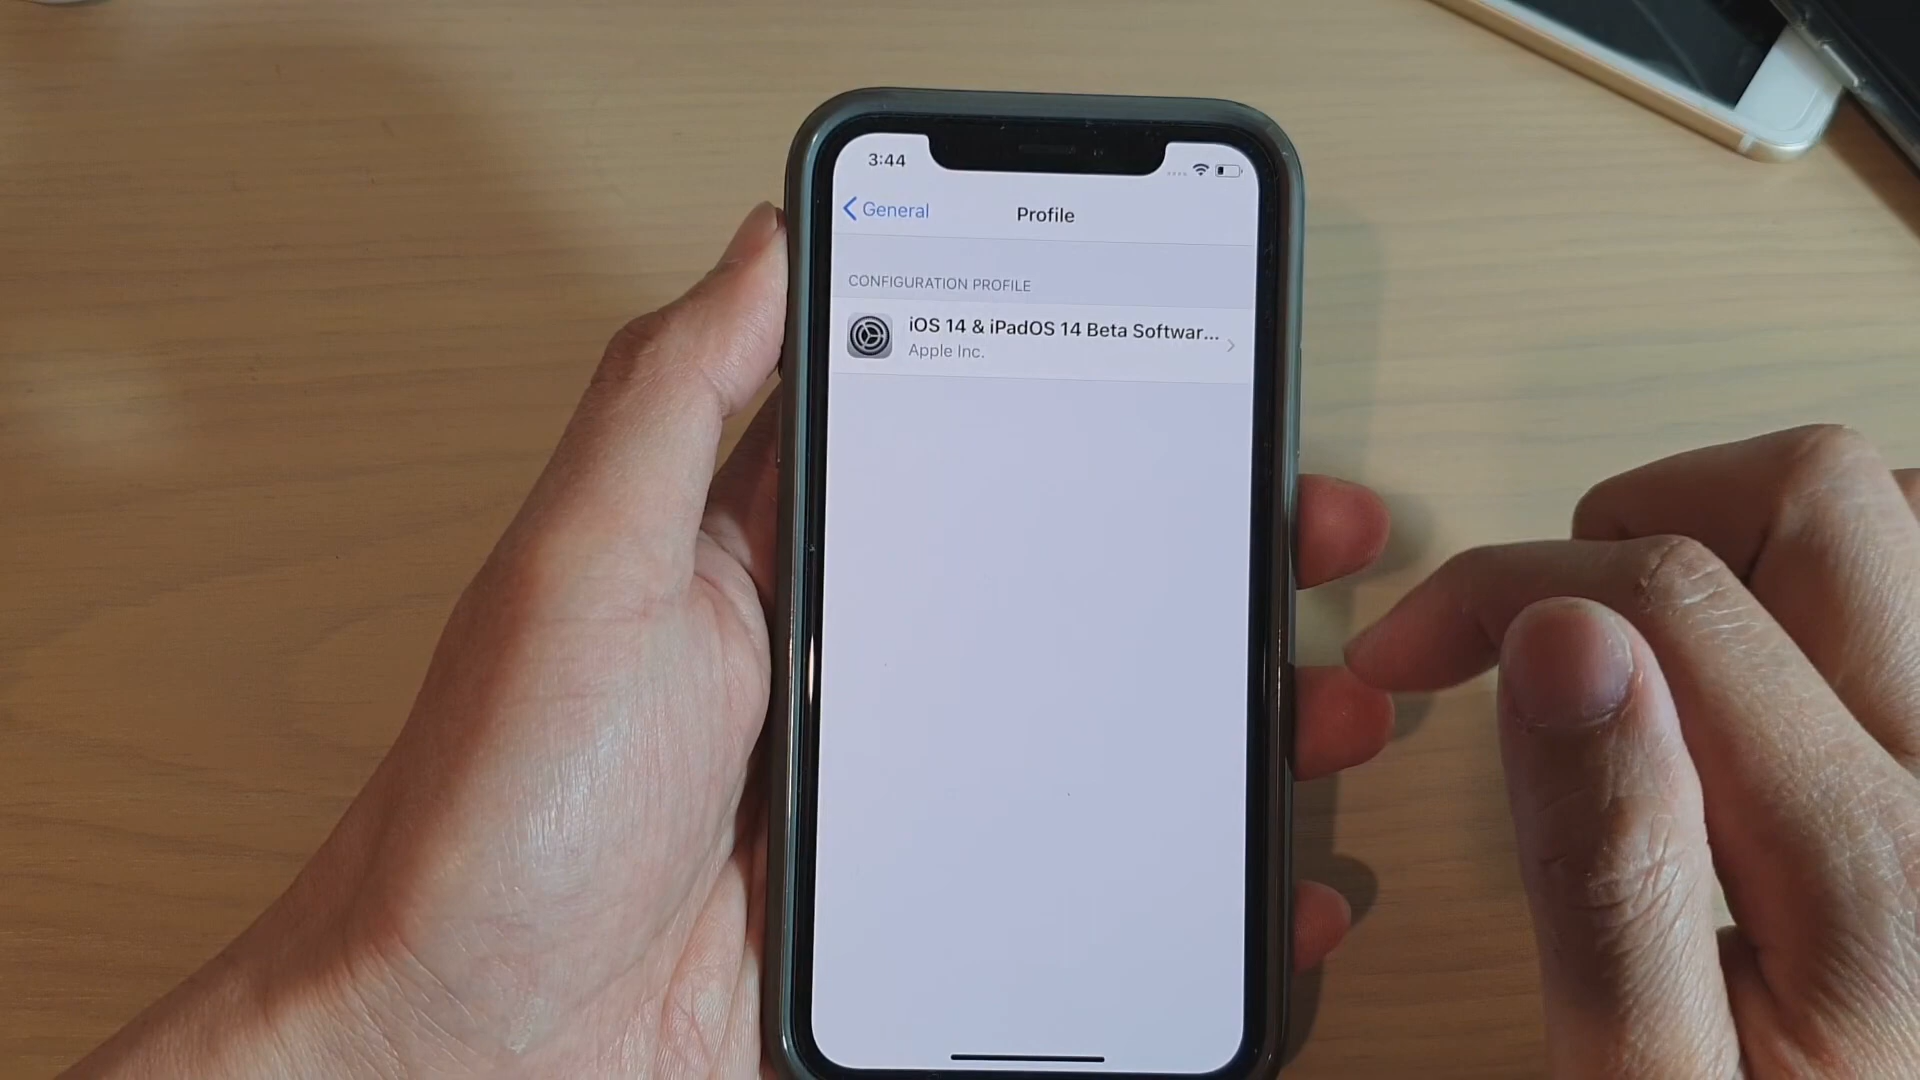 3:44
General
Profile
CONFIGURATION PROFILE
iOS 14 & iPadOS 14 Beta Softwar...
Apple Inc.